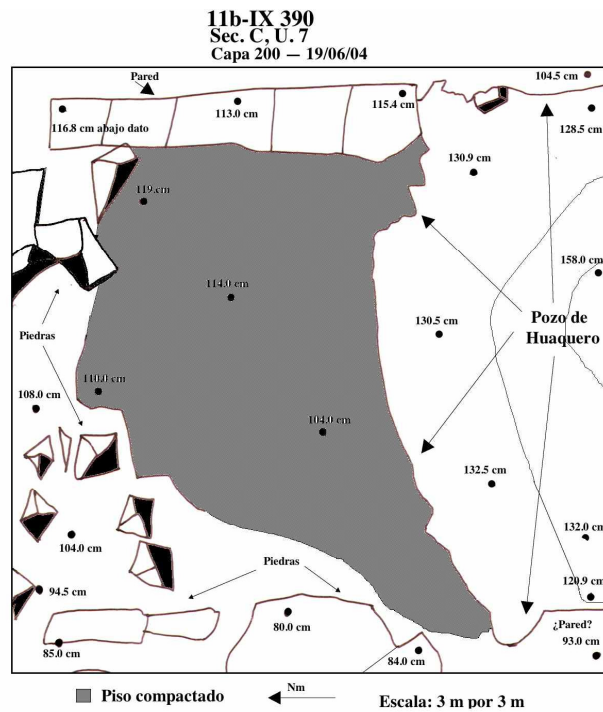 11b-IX 390
Sec. C, U. 7
Capa 200 — 19/06/04
Pared
104.5 cm
116.8 cm abajo dato
113.0 cm
115.4 cm
128.5 cm
130.9 cm
119.cm
158.0 cm
114.0 cm
Piedras
130.5 cm
Pozo de
Huaquero
110.0 cm
108.0 cm
104.0 cm
132.5 cm
104.0 cm
132.0 cm
Piedras
94.5 cm
120.9 cm
80.0 cm
¿Pared?
93.0 cm
85.0 cm
84.0 cm
Piso compactado
Nm
Escala: 3 m por 3 m